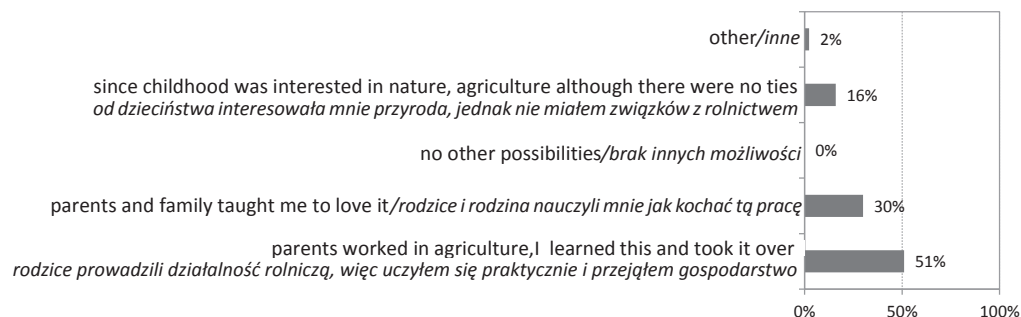 other/inne 2%
since childhood was interested in nature, agriculture although there were no ties
od dzieciństwa interesowała mnie przyroda, jednak nie miałem związków z rolnictwem
16%
no other possibilities/brak innych możliwości 0%
parents and family taught me to love it/rodzice i rodzina nauczyli mnie jak kochać tą pracę 30%
parents worked in agriculture,I learned this and took it over
rodzice prowadzili działalność rolniczą, więc uczyłem się praktycznie i przejąłem gospodarstwo
51%
0% 50% 100%